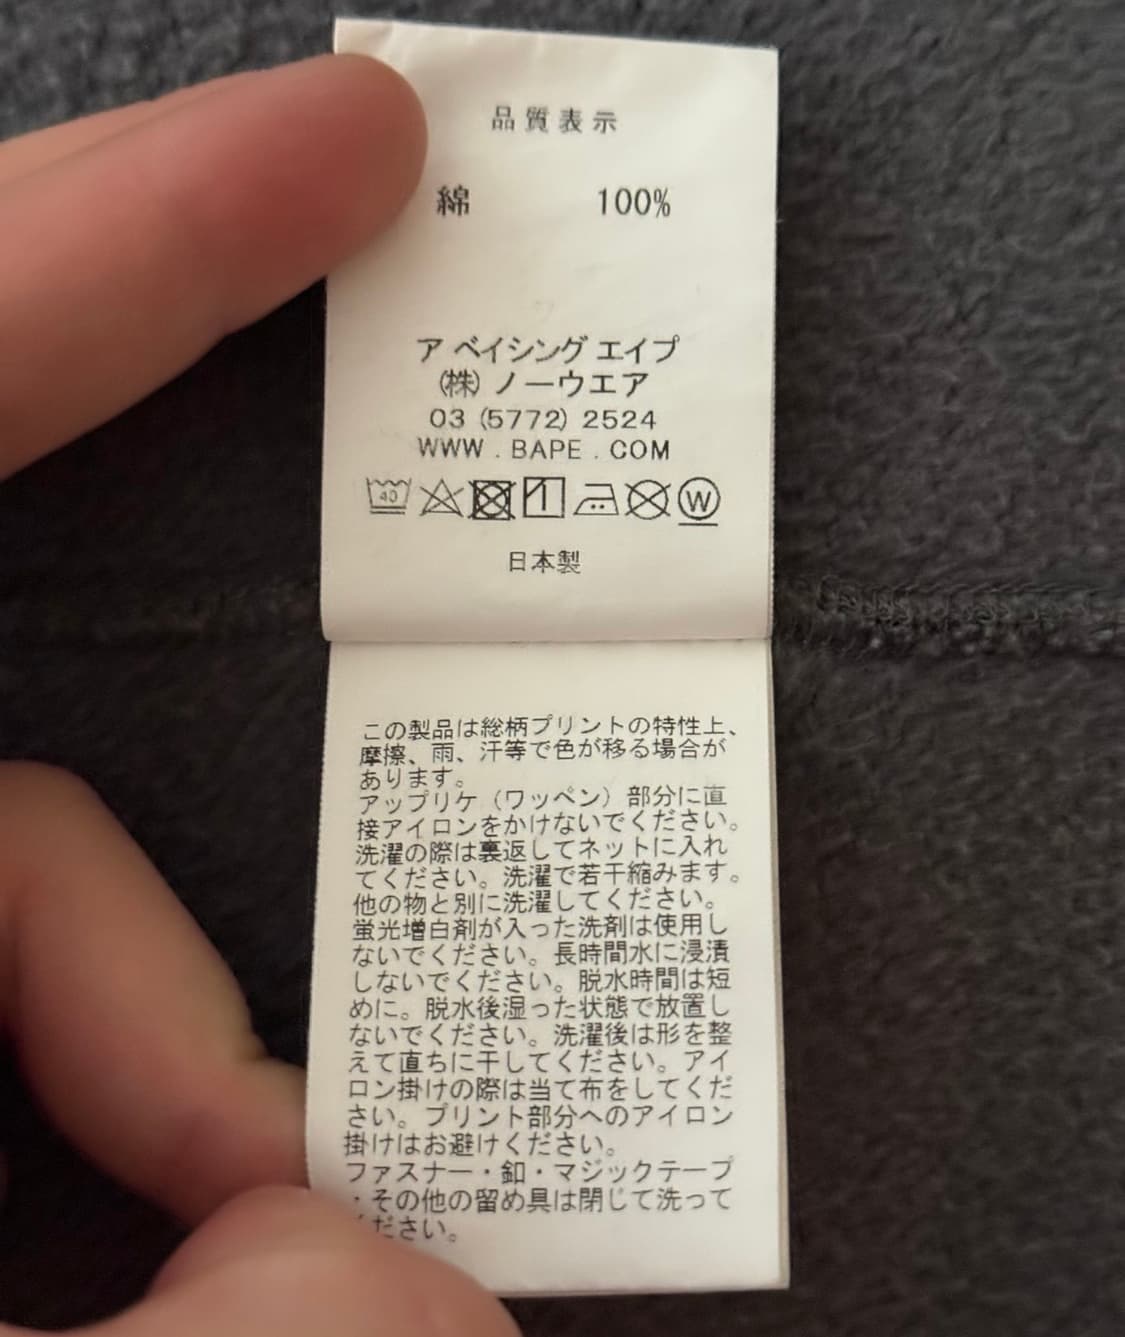 品質表示
綿 100%
ア ベイシング エイプ
(株) ノーウエア
03 (5772) 2524
WWW . BAPE . COM
40
W
日本製
この製品は総柄プリントの特性上、
摩擦、雨、汗等で色が移る場合が
あります。
アップリケ（ワッペン）部分に直
接アイロンをかけないでください。
洗濯の際は裏返してネットに入れ
てください。洗濯で若干縮みます。
他の物と別に洗濯してください。
蛍光増白剤が入った洗剤は使用し
ないでください。長時間水に浸漬
しないでください。脱水時間は短
めに。脱水後湿った状態で放置し
ないでください。洗濯後は形を整
えて直ちに干してください。アイ
ロン掛けの際は当て布をしてくだ
さい。プリント部分へのアイロン
掛けはお避けください。
ファスナー・釦・マジックテープ
・その他の留め具は閉じて洗って
ください。